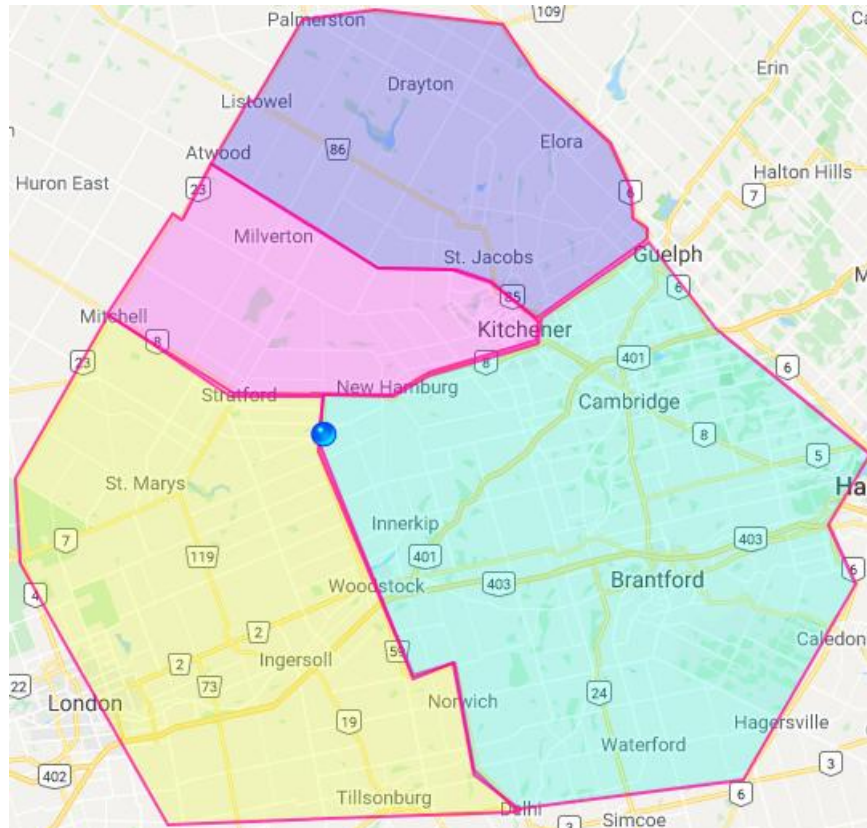 Palmerston
109
Ca
Drayton
Erin
Listowel
86
Elora
Atwood
Halton Hills
Huron East
23
6
7
Milverton
St. Jacobs
Guelph
M
6
85
Mitchell
Kitchener
8
401
23
8
6
Stratford
New Hamburg
Cambridge
8
5
St. Marys
Ha
Innerkip
7
119
401
403
403
Woodstock
Brantford
6
4
2
59
Caledon
2
Ingersoll
22
73
24
London
Norwich
19
Hagersville
Waterford
3
402
Tillsonburg
6
Delhi
3
Simcoe